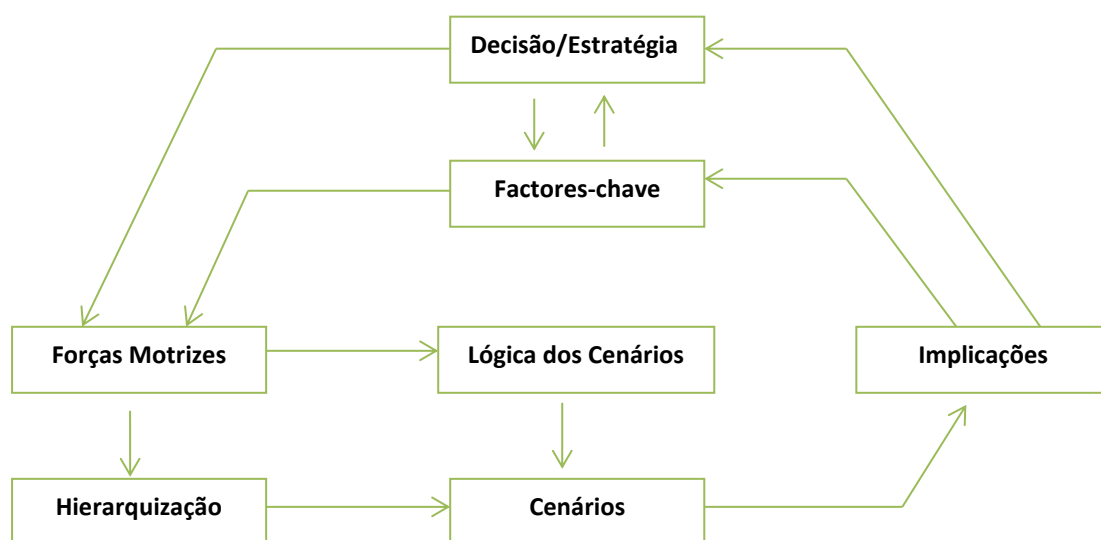 Decisão/Estratégia
Factores-chave
Forças Motrizes
Lógica dos Cenários
Implicações
Hierarquização
Cenários